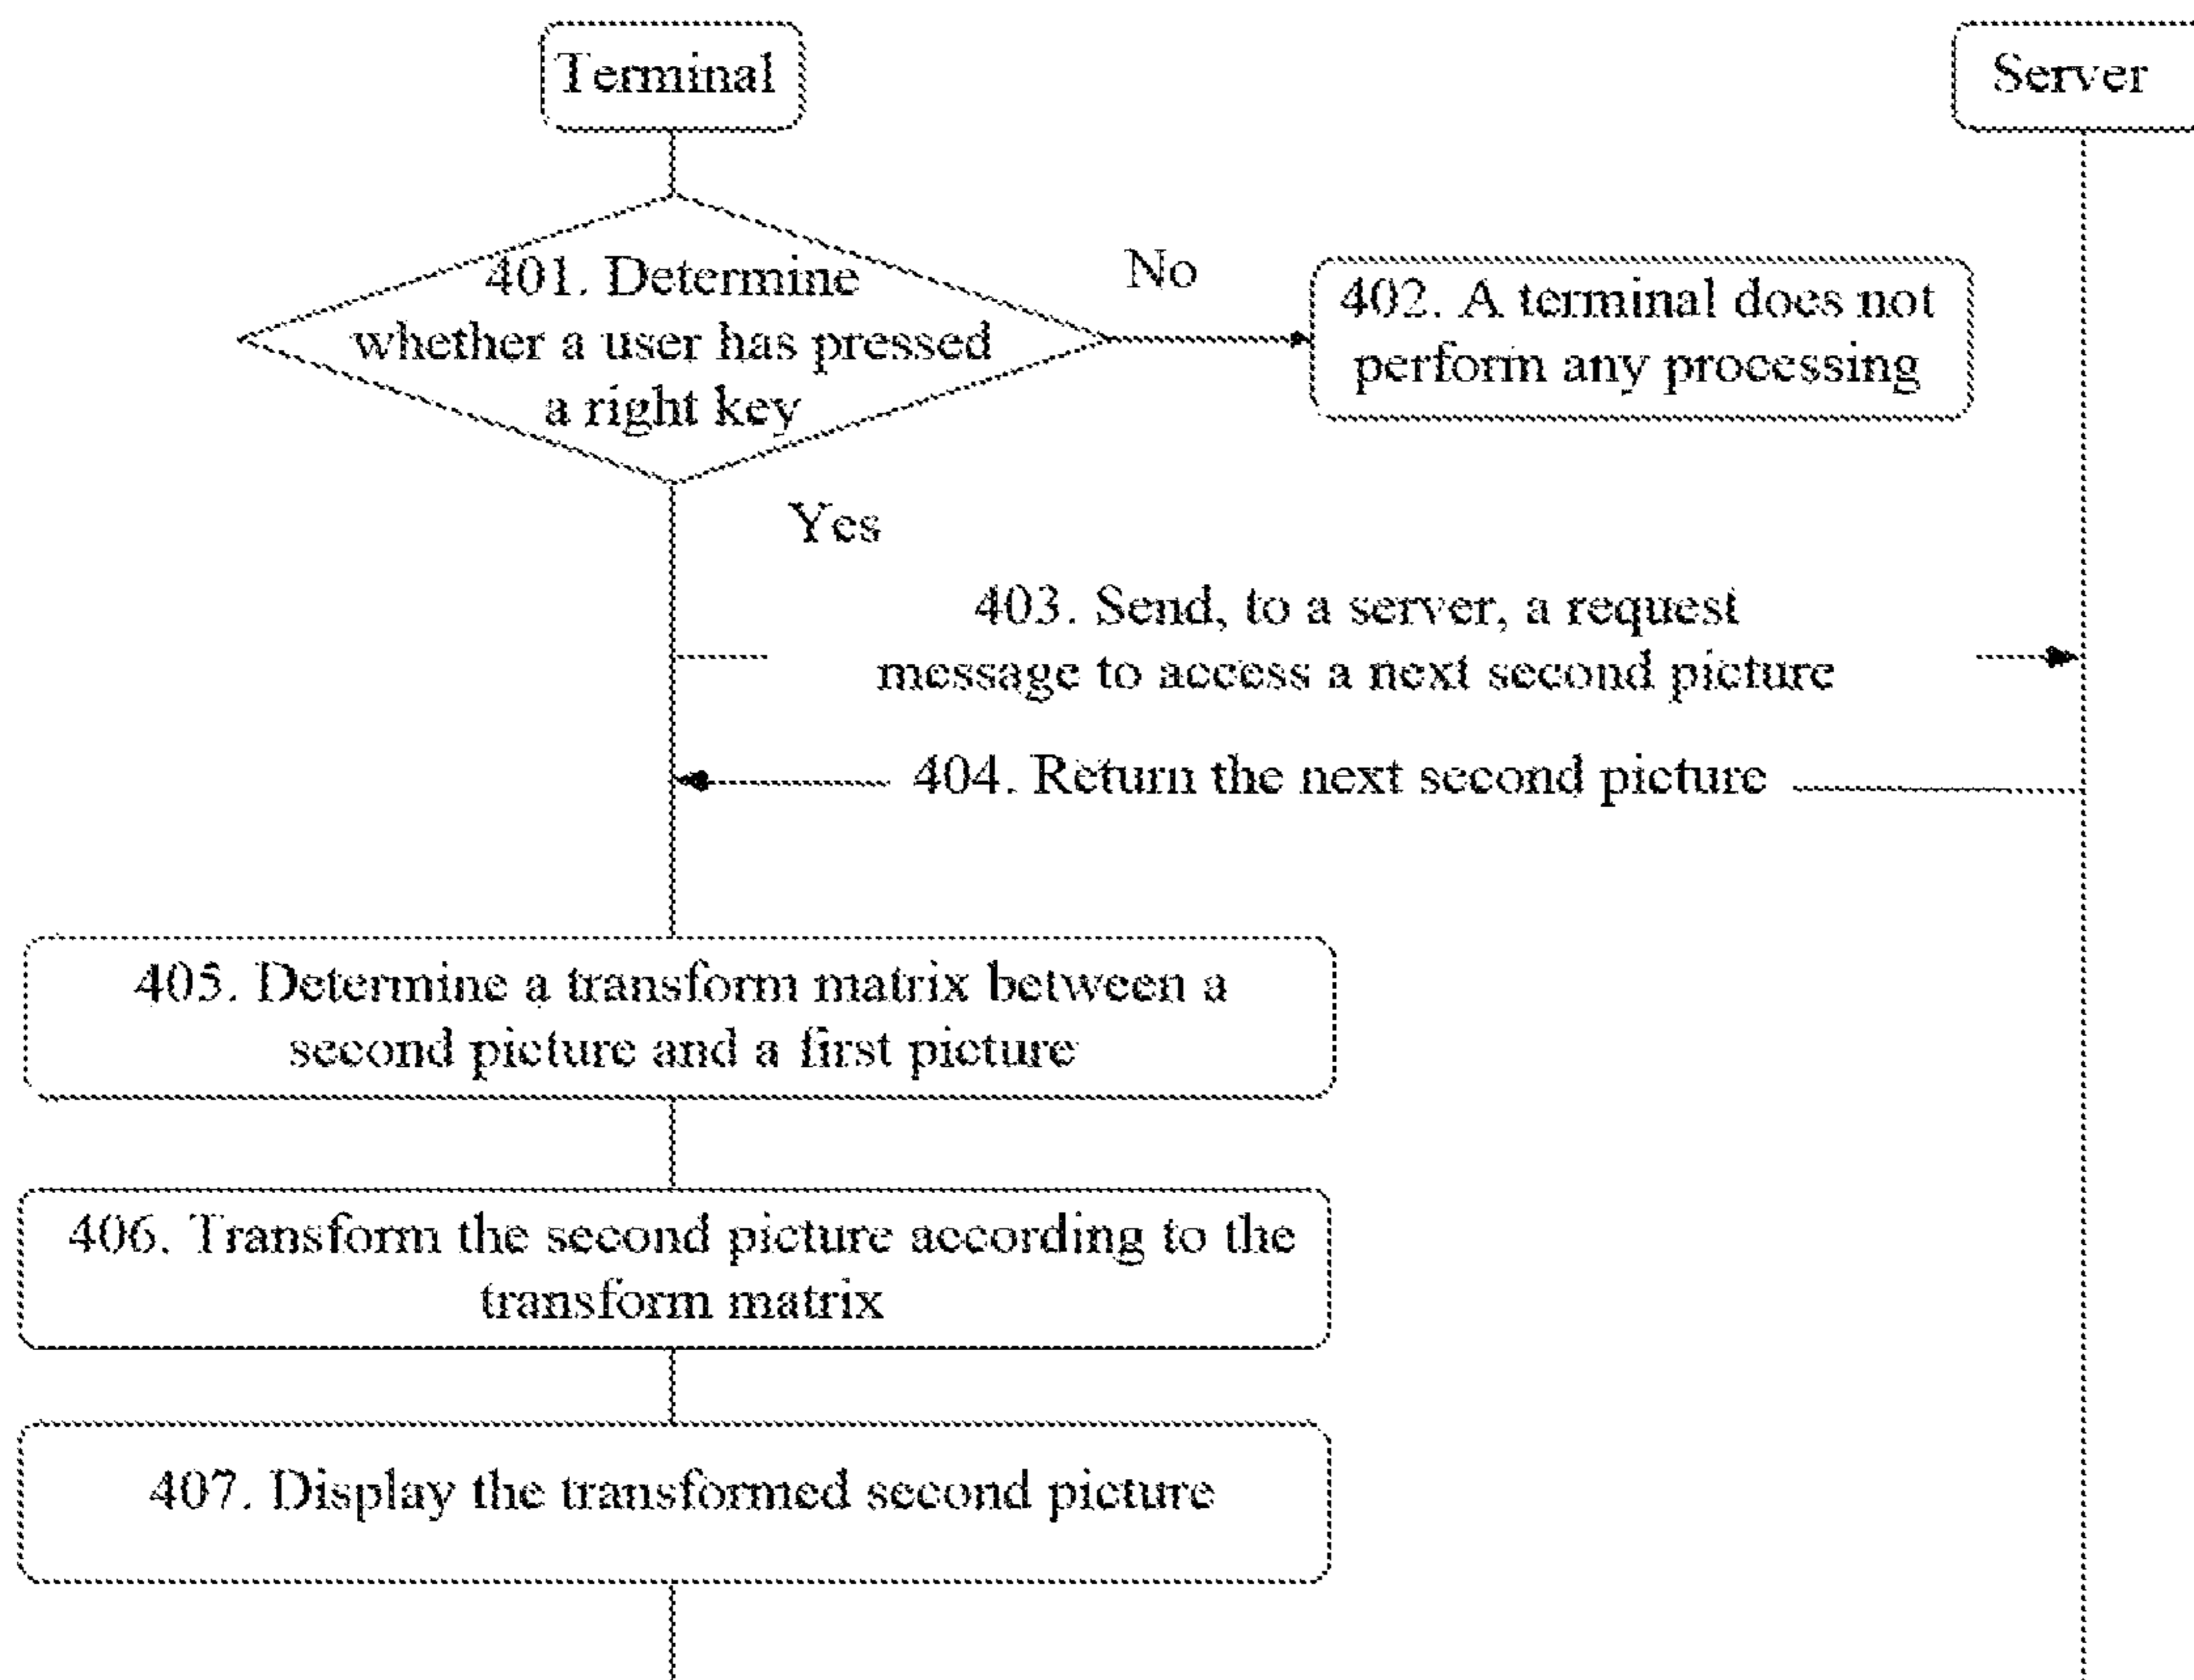 Terminal
Server
401. Determine
whether a user has pressed
a right key
No
402. A terminal does not
perform any processing
Yes
403. Send, to a server, a request
message to access a next second picture
404. Return the next second picture
405. Determine a transform matrix between a
second picture and a first picture
406. Transform the second picture according to the
transform matrix
407. Display the transformed second picture